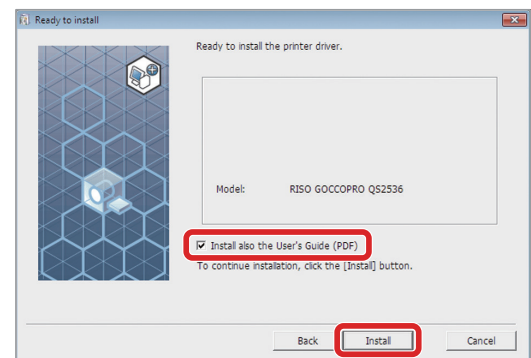 Ready to install
Ready to install the printer driver.
Model: RISO GOCCOPRO QS2536
Install also the User's Guide (PDF)
To continue installation, click the [Install] button.
Back Install Cancel